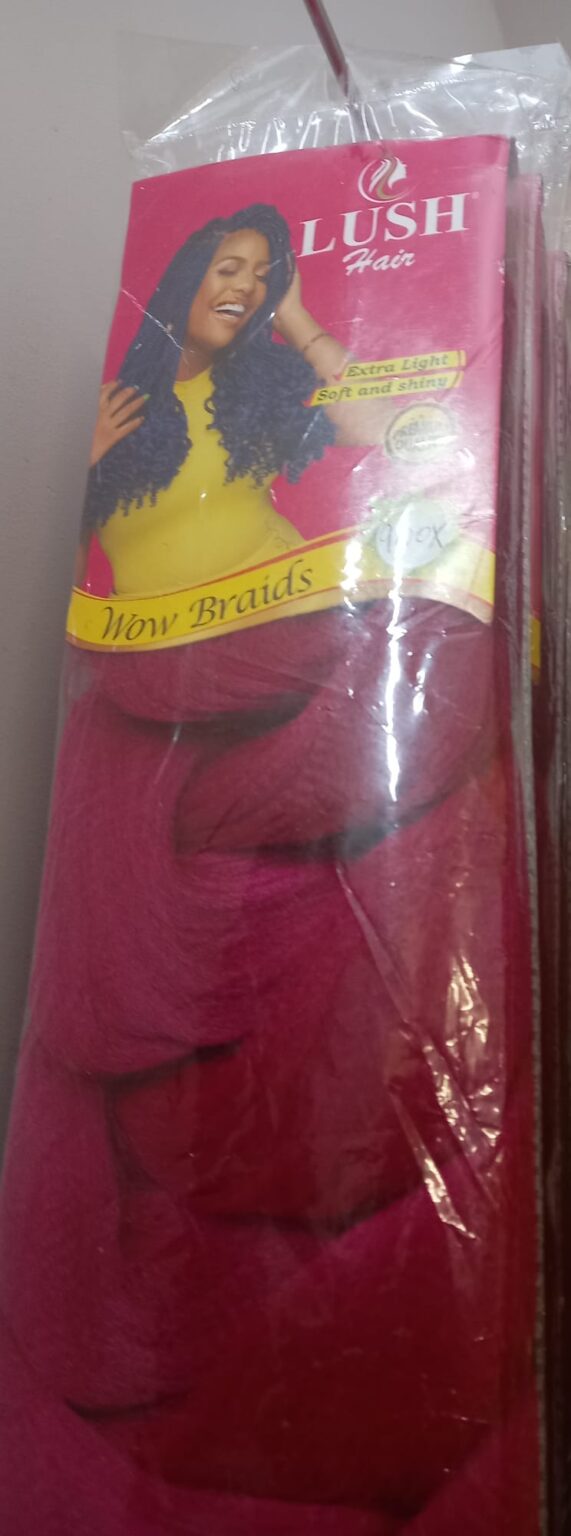 LUSH
Hair
Extra Light
Soft and shiny
Wow Braids